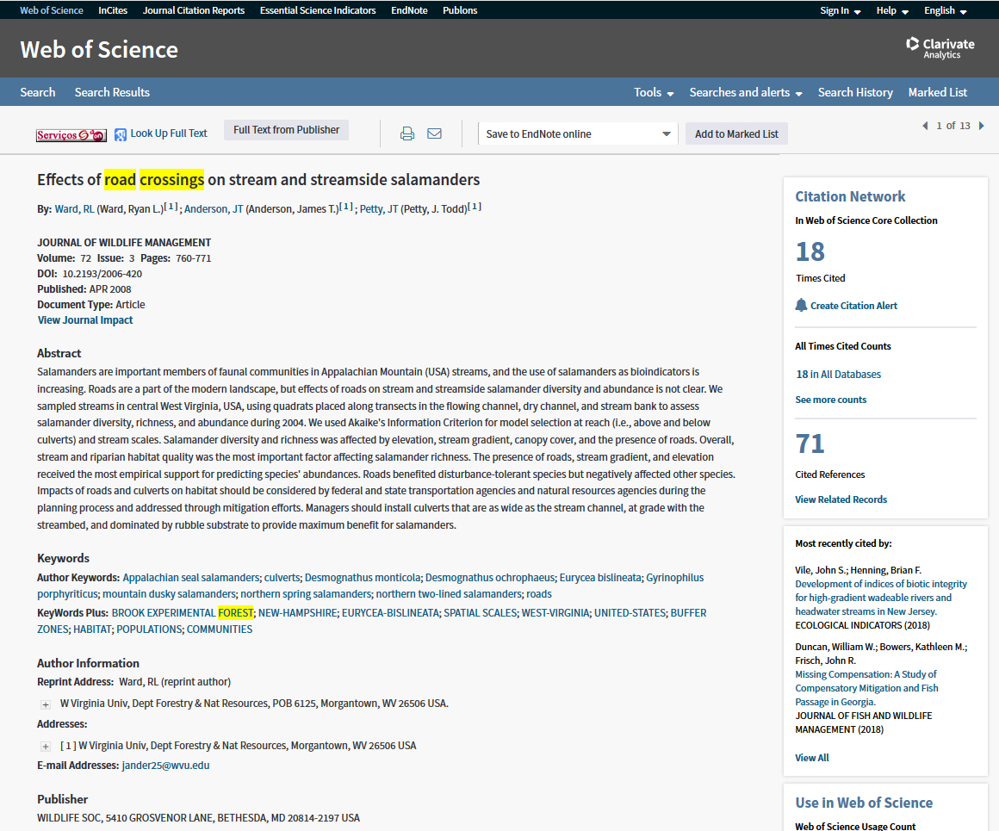 Web of Science InCites Journal Citation Reports Essential Science Indicators EndNote Publons Sign In Help English
Web of Science Clarivate
Analytics
Search Search Results Tools Searches and alerts Search History Marked List
Serviços Look Up Full Text Full Text from Publisher Save to EndNote online Add to Marked List 1 of 13
Effects of road crossings on stream and streamside salamanders
By: Ward, RL (Ward, Ryan L.)[ 1 ] ; Anderson, JT (Anderson, James T.)[ 1 ] ; Petty, JT (Petty, J. Todd)[ 1 ]
JOURNAL OF WILDLIFE MANAGEMENT
Volume: 72 Issue: 3 Pages: 760-771
DOI: 10.2193/2006-420
Published: APR 2008
Document Type: Article
View Journal Impact
Abstract
Salamanders are important members of faunal communities in Appalachian Mountain (USA) streams, and the use of salamanders as bioindicators is
increasing. Roads are a part of the modern landscape, but effects of roads on stream and streamside salamander diversity and abundance is not clear. We
sampled streams in central West Virginia, USA, using quadrats placed along transects in the flowing channel, dry channel, and stream bank to assess
salamander diversity, richness, and abundance during 2004. We used Akaike's Information Criterion for model selection at reach (i.e., above and below
culverts) and stream scales. Salamander diversity and richness was affected by elevation, stream gradient, canopy cover, and the presence of roads. Overall,
stream and riparian habitat quality was the most important factor affecting salamander richness. The presence of roads, stream gradient, and elevation
received the most empirical support for predicting species' abundances. Roads benefited disturbance-tolerant species but negatively affected other species.
Impacts of roads and culverts on habitat should be considered by federal and state transportation agencies and natural resources agencies during the
planning process and addressed through mitigation efforts. Managers should install culverts that are as wide as the stream channel, at grade with the
streambed, and dominated by rubble substrate to provide maximum benefit for salamanders.
Keywords
Author Keywords: Appalachian seal salamanders; culverts; Desmognathus monticola; Desmognathus ochrophaeus; Eurycea bislineata; Gyrinophilus
porphyriticus; mountain dusky salamanders; northern spring salamanders; northern two-lined salamanders; roads
KeyWords Plus: BROOK EXPERIMENTAL FOREST; NEW-HAMPSHIRE; EURYCEA-BISLINEATA; SPATIAL SCALES; WEST-VIRGINIA; UNITED-STATES; BUFFER
ZONES; HABITAT; POPULATIONS; COMMUNITIES
Author Information
Reprint Address: Ward, RL (reprint author)
W Virginia Univ, Dept Forestry & Nat Resources, POB 6125, Morgantown, WV 26506 USA.
Addresses:
[ 1 ] W Virginia Univ, Dept Forestry & Nat Resources, Morgantown, WV 26506 USA
E-mail Addresses: jander25@wvu.edu
Publisher
WILDLIFE SOC, 5410 GROSVENOR LANE, BETHESDA, MD 20814-2197 USA
Citation Network
In Web of Science Core Collection
18
Times Cited
Create Citation Alert
All Times Cited Counts
18 in All Databases
See more counts
71
Cited References
View Related Records
Most recently cited by:
Vile, John S.; Henning, Brian F.
Development of indices of biotic integrity
for high-gradient wadeable rivers and
headwater streams in New Jersey.
ECOLOGICAL INDICATORS (2018)
Duncan, William W.; Bowers, Kathleen M.;
Frisch, John R.
Missing Compensation: A Study of
Compensatory Mitigation and Fish
Passage in Georgia.
JOURNAL OF FISH AND WILDLIFE
MANAGEMENT (2018)
View All
Use in Web of Science
Web of Science Usage Count